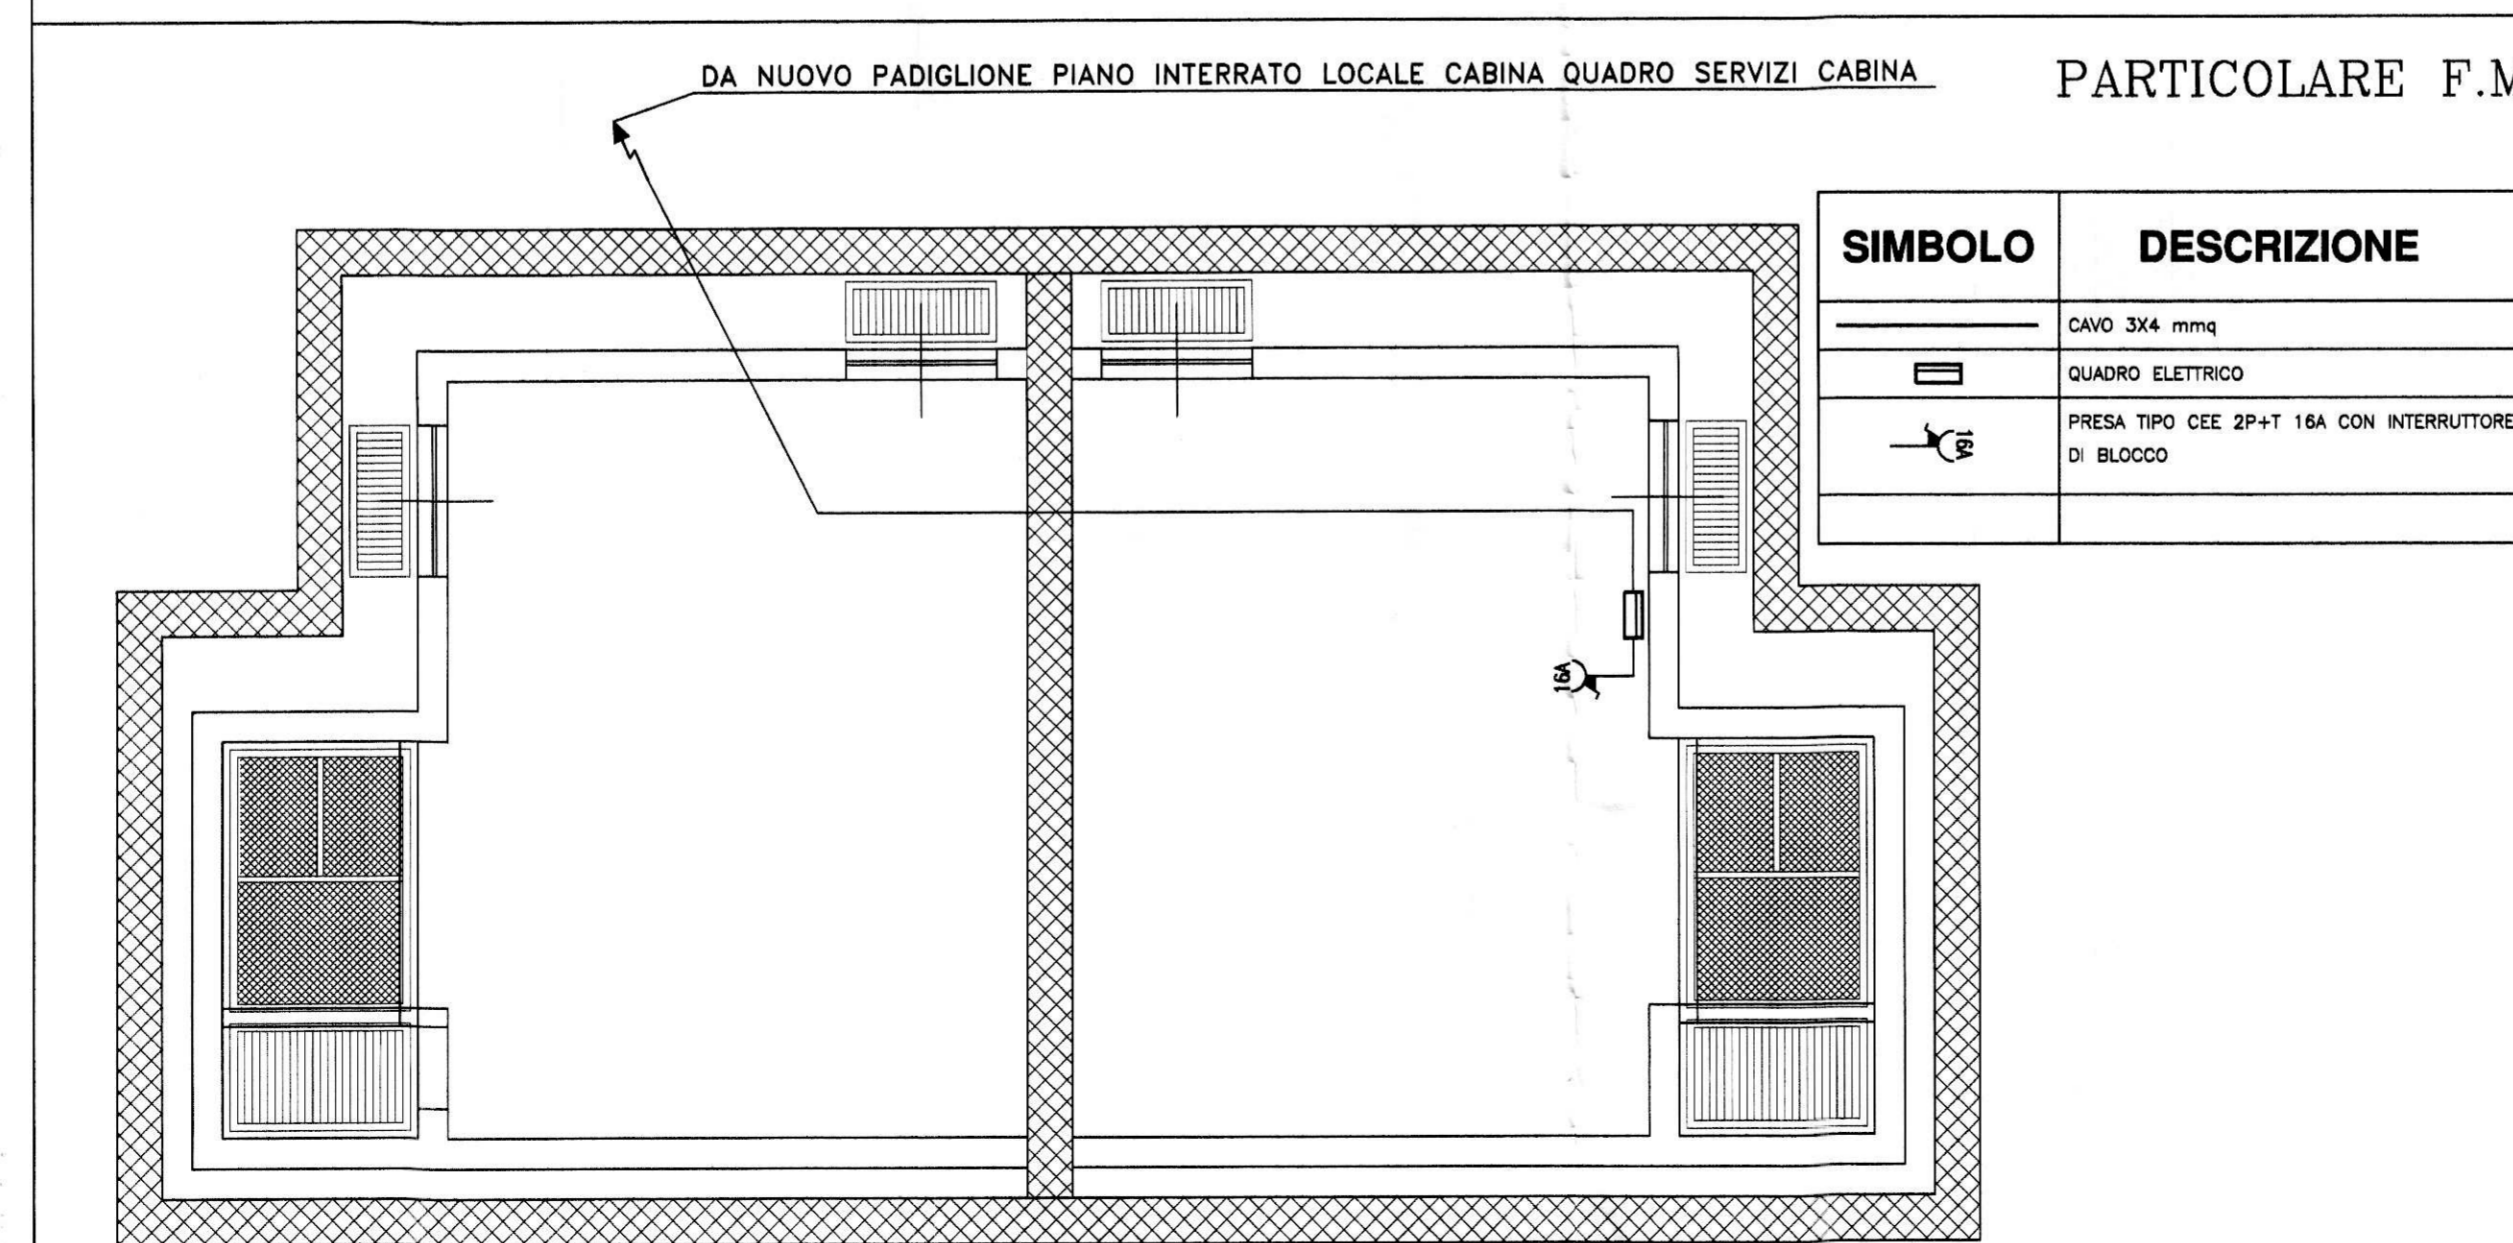 DA NUOVO PADIGLIONE PIANO INTERRATO LOCALE CABINA QUADRO SERVIZI CABINA
PARTICOLARE F.M
SIMBOLO DESCRIZIONE
CAVO 3X4 mmq
QUADRO ELETTRICO
16A
PRESA TIPO CEE 2P+T 16A CON INTERRUTTORE
DI BLOCCO
16A